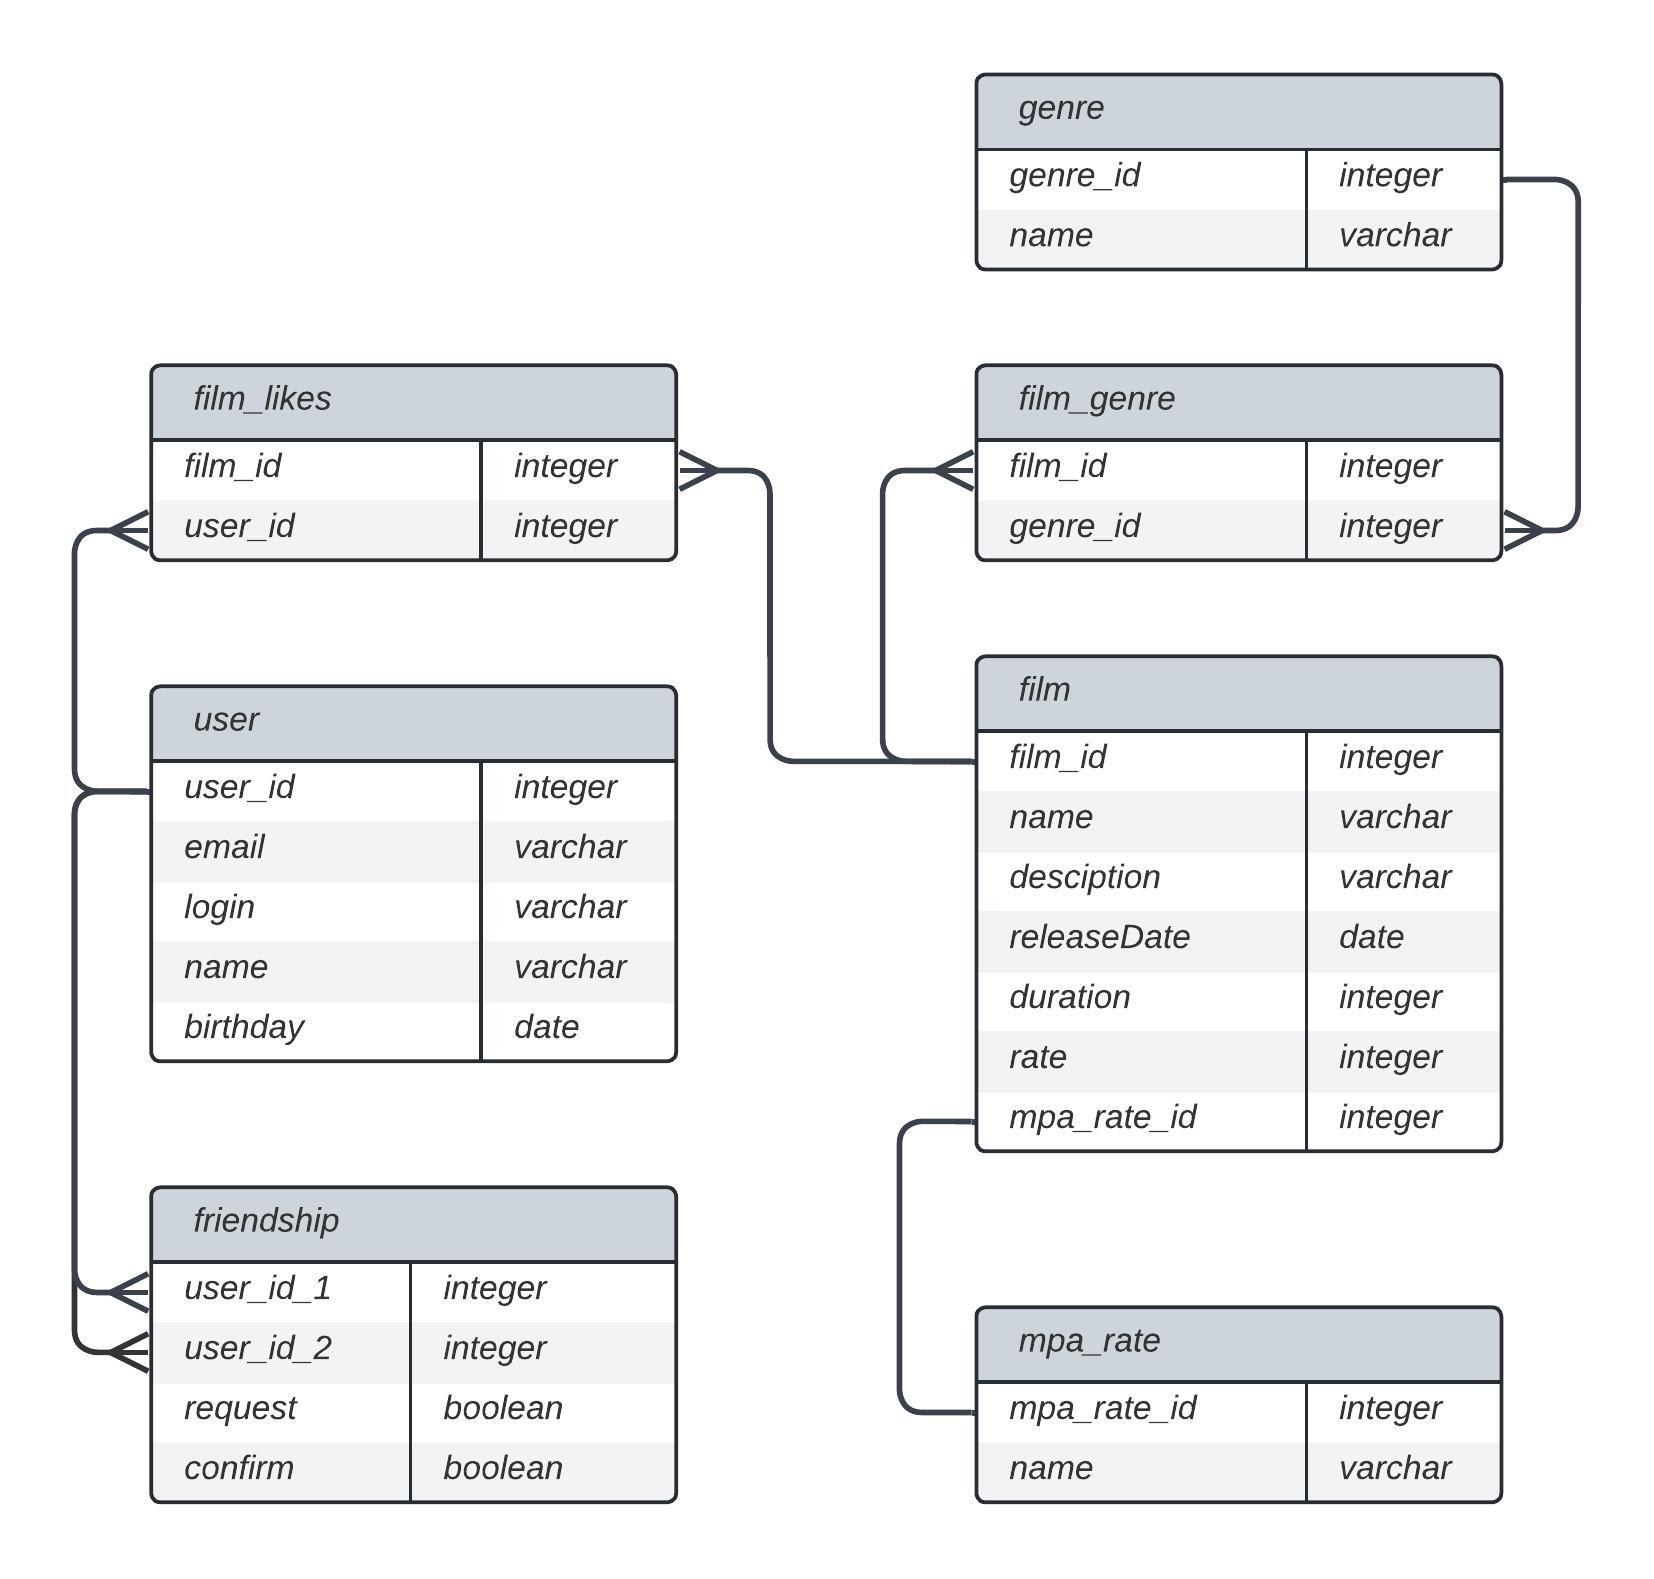 genre
genre_id integer
name varchar
film_likes
film_id integer
user_id integer
film_genre
film_id integer
genre_id integer
user
user_id integer
email varchar
login varchar
name varchar
birthday date
film
film_id integer
name varchar
desciption varchar
releaseDate date
duration integer
rate integer
mpa_rate_id integer
friendship
user_id_1 integer
user_id_2 integer
request boolean
confirm boolean
mpa_rate
mpa_rate_id integer
name varchar